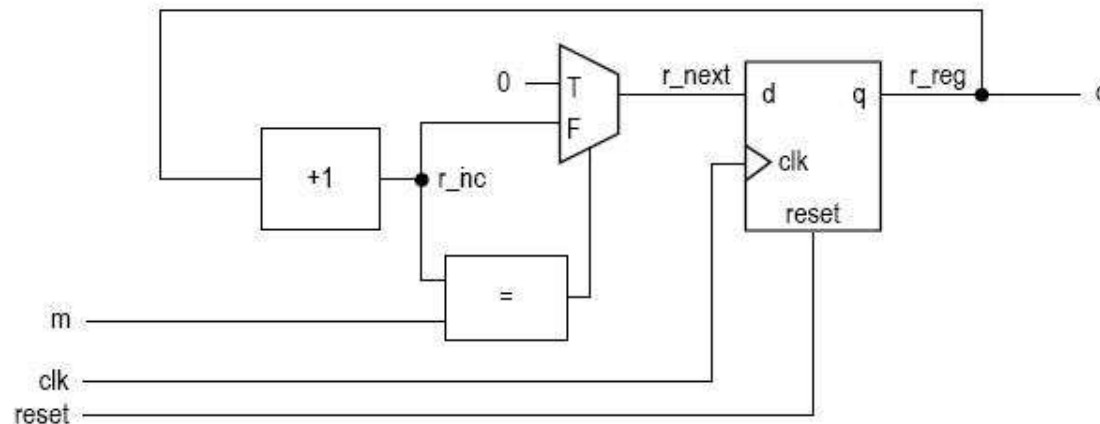 0
T
r_next
d
q
r_reg
F
+1
r_inc
clk
reset
=
m
clk
reset